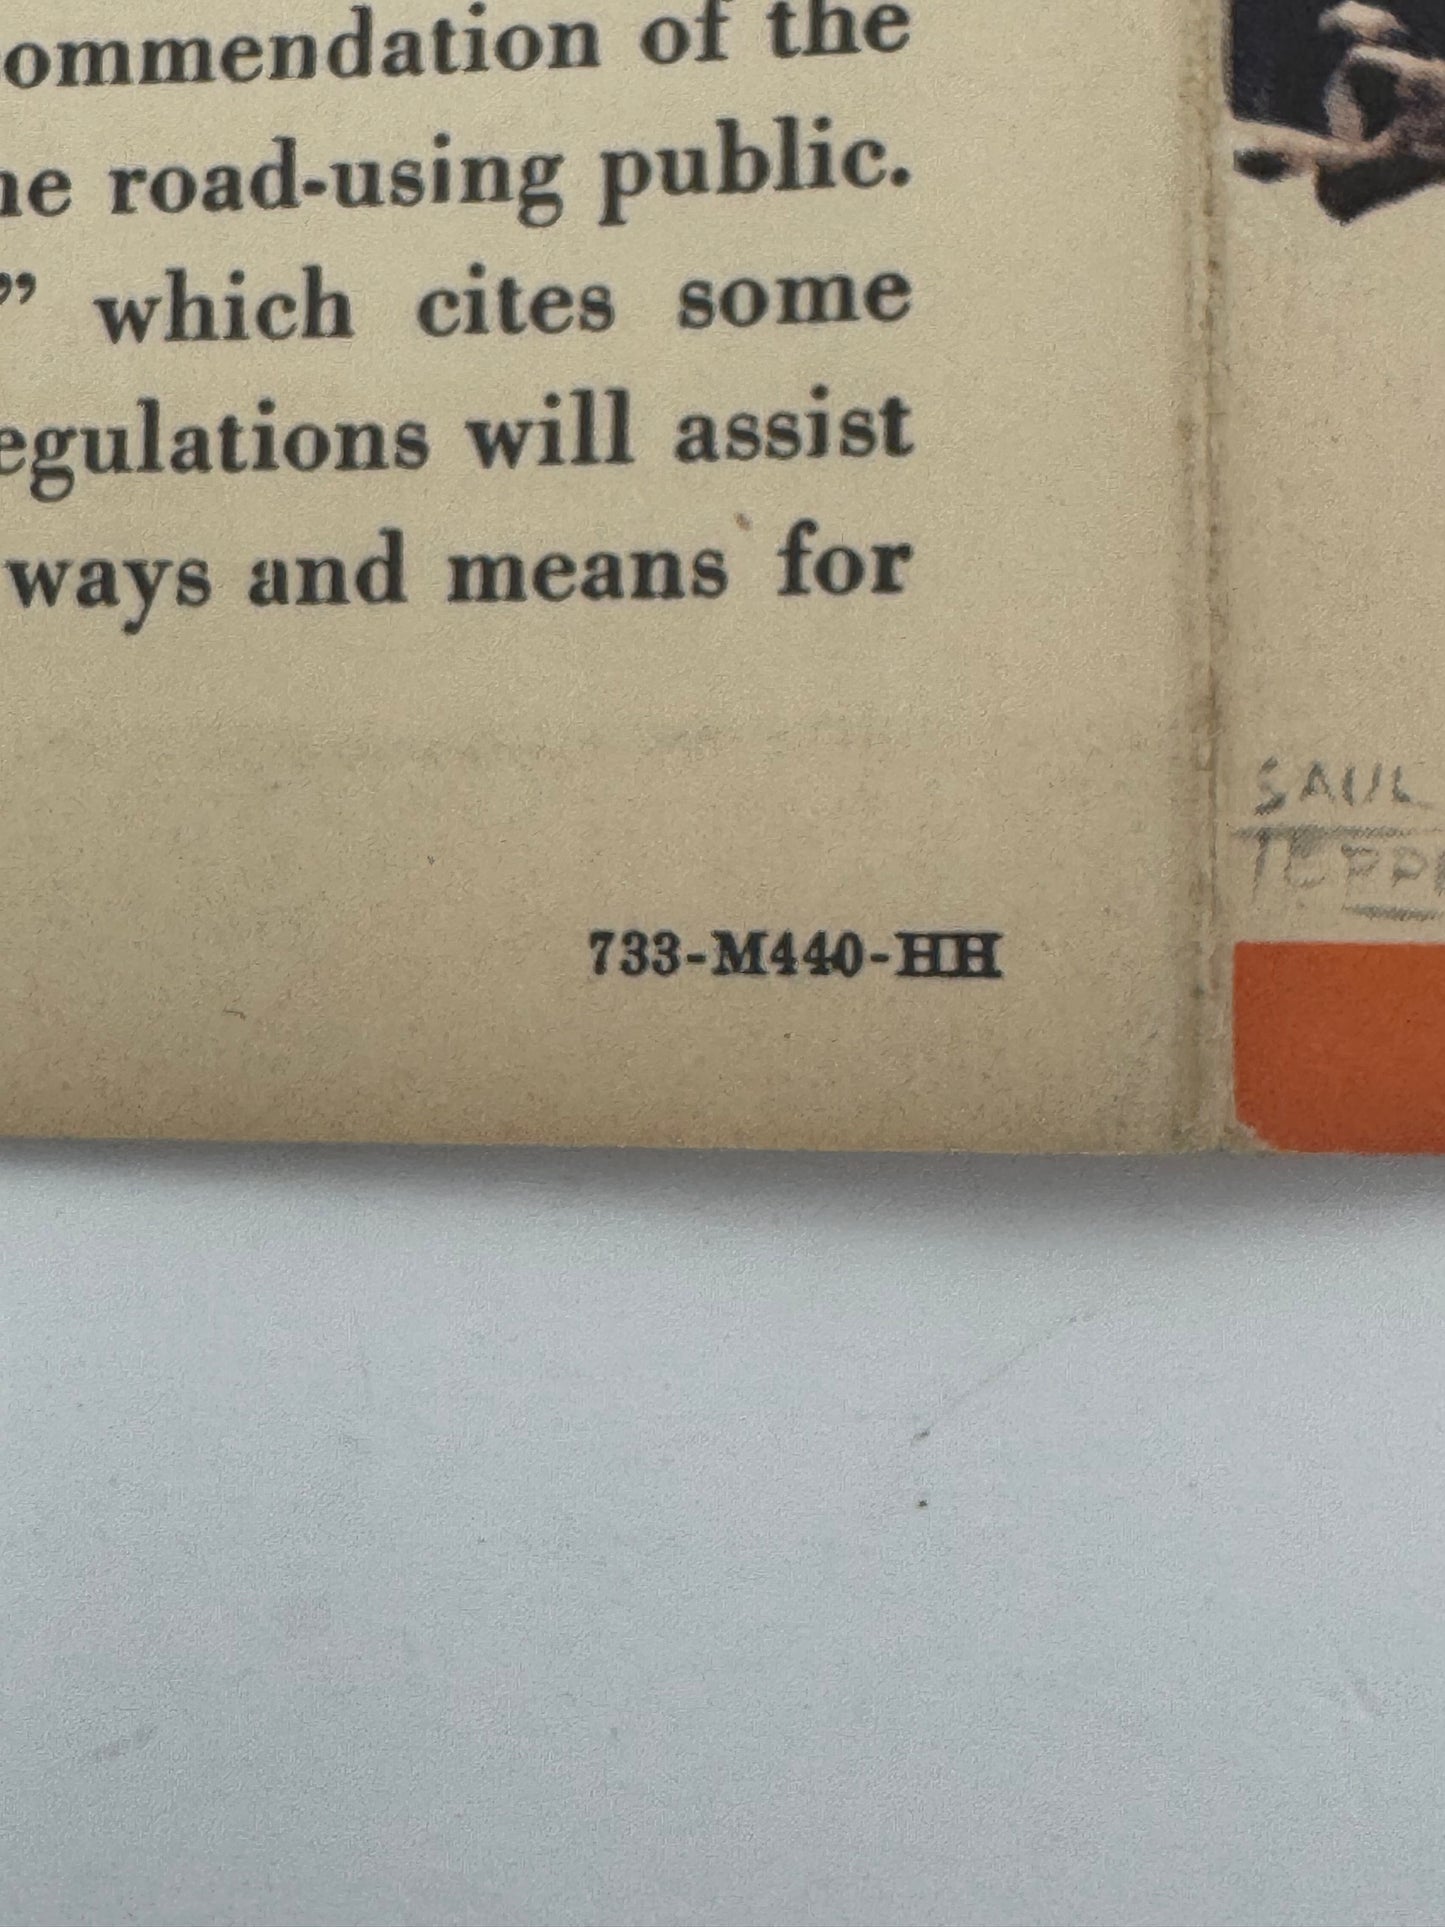 ommendation of the
he road-using public.
” which cites some
egulations will assist
ways and means for
733-M440-HH
SAUL
TEPPE